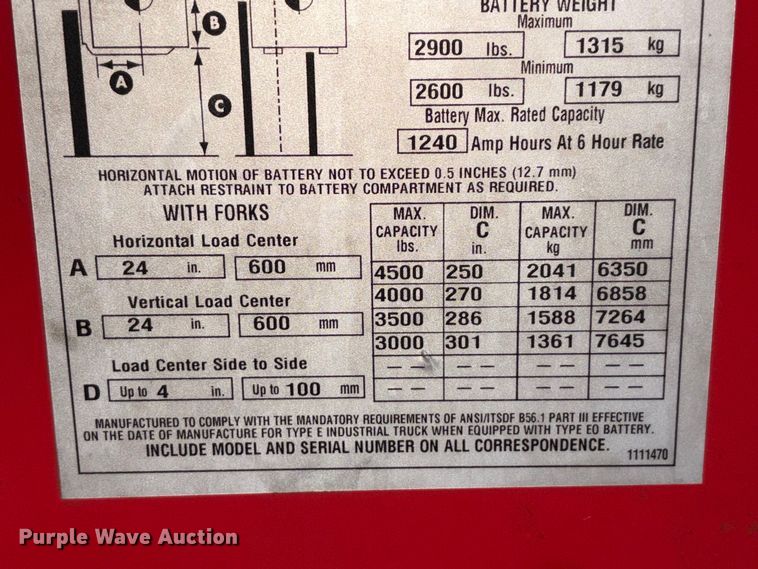 BATTERY WEIGHT
Maximum
2900 lbs. 1315 kg
Minimum
2600 lbs. 1179 kg
Battery Max. Rated Capacity
1240 Amp Hours At 6 Hour Rate
B
A
C
HORIZONTAL MOTION OF BATTERY NOT TO EXCEED 0.5 INCHES (12.7 mm)
ATTACH RESTRAINT TO BATTERY COMPARTMENT AS REQUIRED.
WITH FORKS
Horizontal Load Center
A 24 in. 600 mm
Vertical Load Center
B 24 in. 600 mm
Load Center Side to Side
D Up to 4 in. Up to 100 mm
MAX. CAPACITY lbs. DIM. C in. MAX. CAPACITY kg DIM. C mm
4500 250 2041 6350
4000 270 1814 6858
3500 286 1588 7264
3000 301 1361 7645
— — — — — — — —
— — — — — — — —
MANUFACTURED TO COMPLY WITH THE MANDATORY REQUIREMENTS OF ANSI/ITSDF B56.1 PART III EFFECTIVE
ON THE DATE OF MANUFACTURE FOR TYPE E INDUSTRIAL TRUCK WHEN EQUIPPED WITH TYPE EO BATTERY.
INCLUDE MODEL AND SERIAL NUMBER ON ALL CORRESPONDENCE.
1111470
Purple Wave Auction